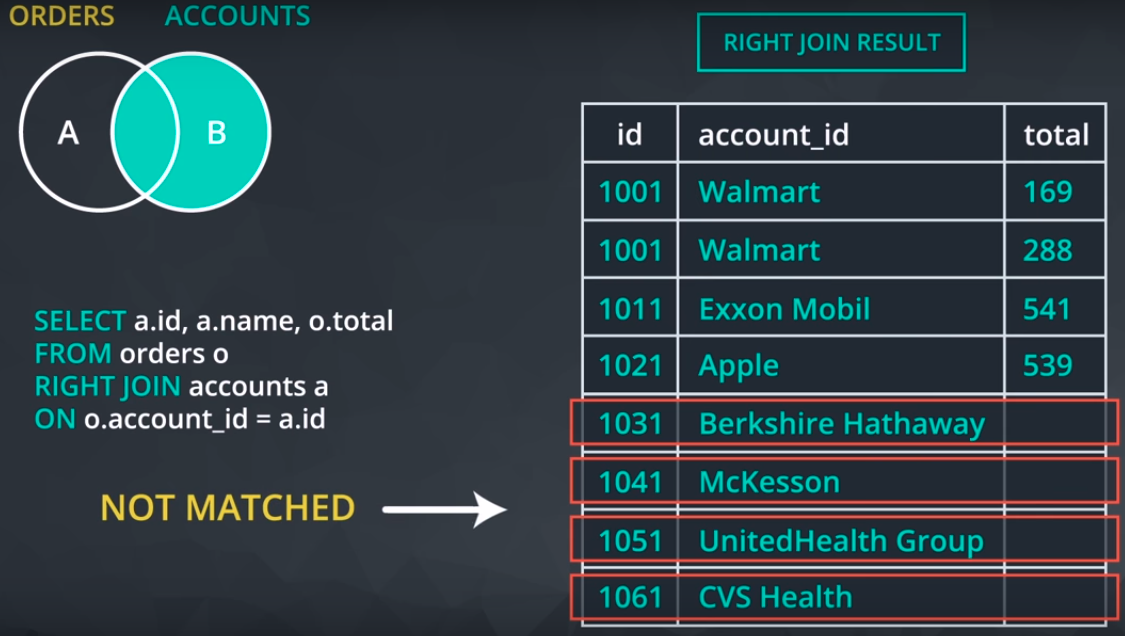 ORDERS ACCOUNTS
A B
SELECT a.id, a.name, o.total
FROM orders o
RIGHT JOIN accounts a
ON o.account_id = a.id
NOT MATCHED
RIGHT JOIN RESULT
id account_id total
1001 Walmart 169
1001 Walmart 288
1011 Exxon Mobil 541
1021 Apple 539
1031 Berkshire Hathaway
1041 McKesson
1051 UnitedHealth Group
1061 CVS Health